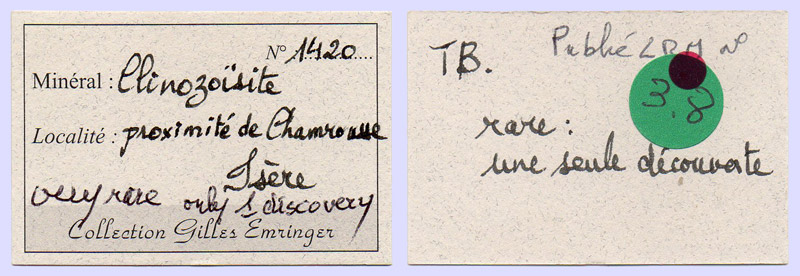 N° 1420
Minéral : Clinozoïsite
Localité : proximité de Chamrousse
Isère
very rare only 1 discovery
Collection Gilles Emringer
TB. Publié LRM N°
3.8
rare :
une seule découverte